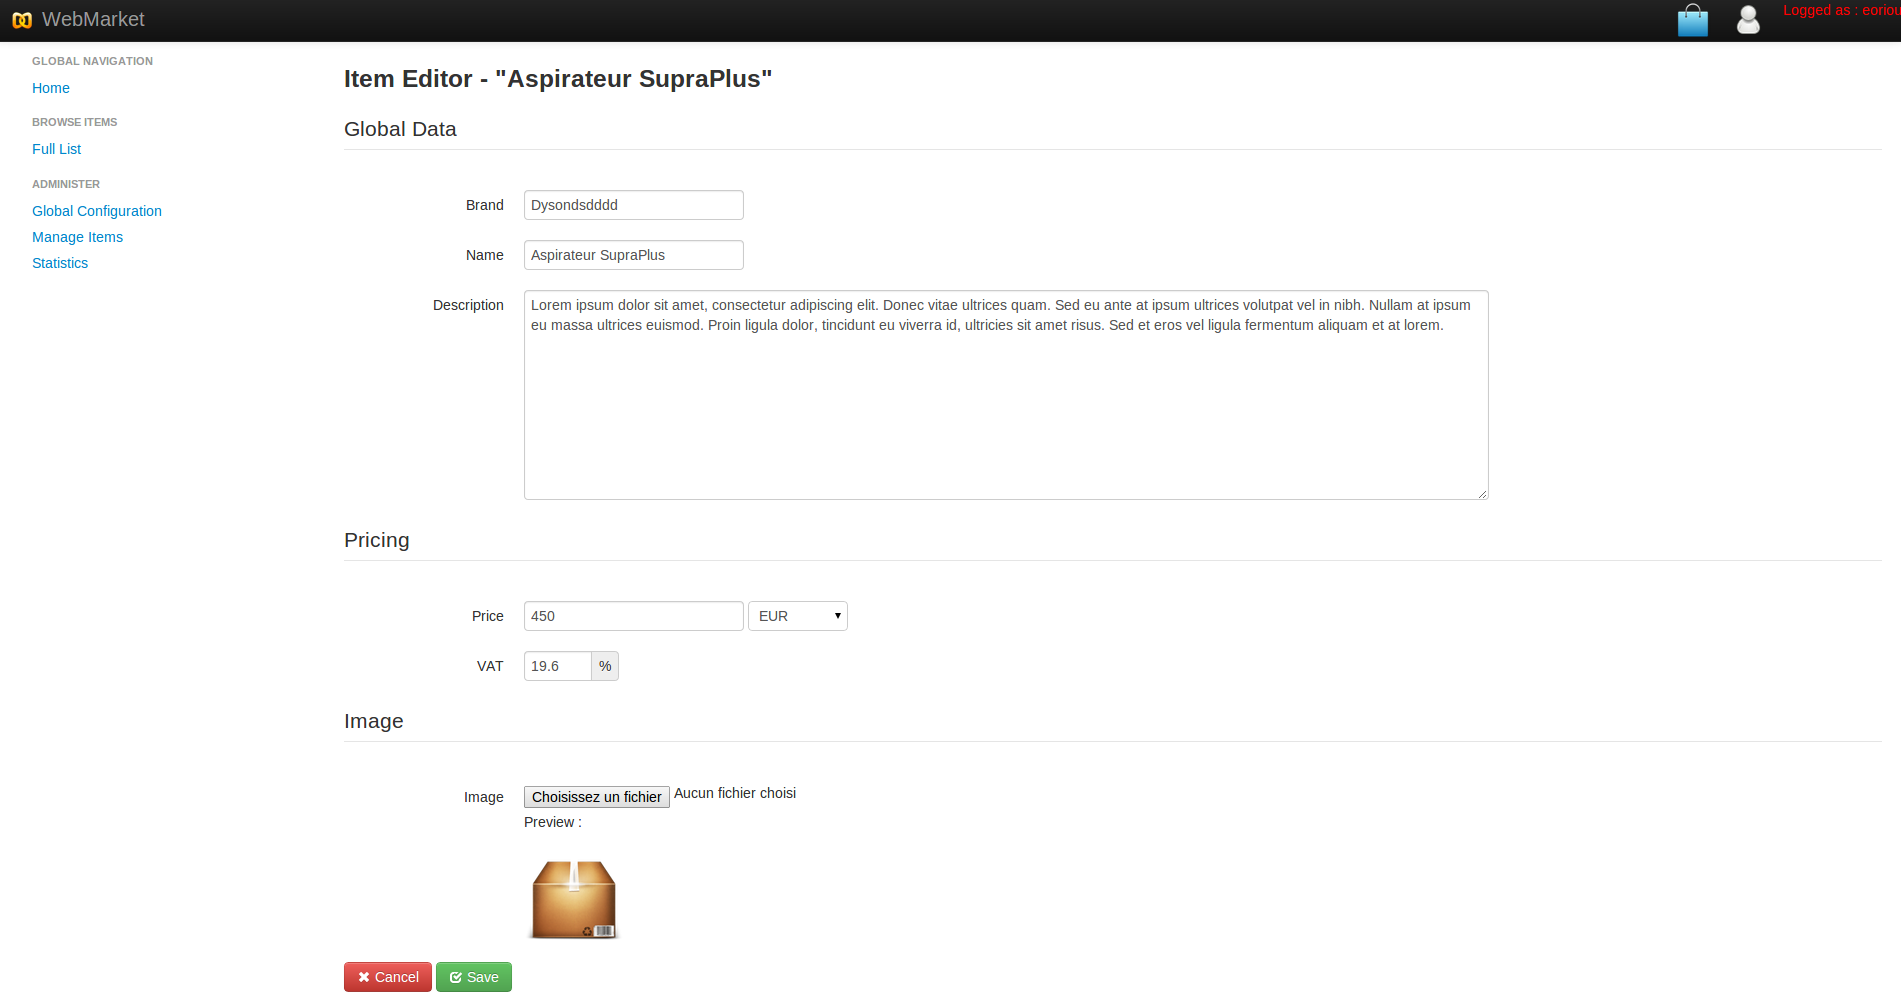 WebMarket
Logged as : eoriou
GLOBAL NAVIGATION
Home
BROWSE ITEMS
Full List
ADMINISTER
Global Configuration
Manage Items
Statistics
Item Editor - "Aspirateur SupraPlus"
Global Data
Brand Dysondsdddd
Name Aspirateur SupraPlus
Description Lorem ipsum dolor sit amet, consectetur adipiscing elit. Donec vitae ultrices quam. Sed eu ante at ipsum ultrices volutpat vel in nibh. Nullam at ipsum
eu massa ultrices euismod. Proin ligula dolor, tincidunt eu viverra id, ultricies sit amet risus. Sed et eros vel ligula fermentum aliquam et at lorem.
Pricing
Price 450 EUR
VAT 19.6 %
Image
Image Choisissez un fichier Aucun fichier choisi
Preview :
Cancel Save